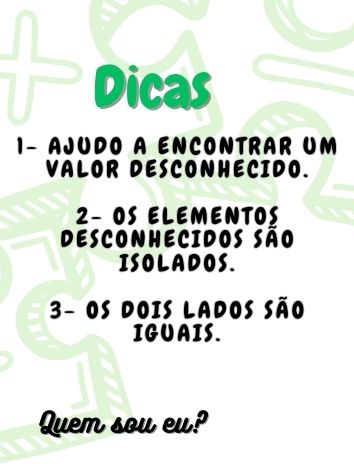 Dicas
1- AJUDO A ENCONTRAR UM
VALOR DESCONHECIDO.
2- OS ELEMENTOS
DESCONHECIDOS SÃO
ISOLADOS.
3- OS DOIS LADOS SÃO
IGUAIS.
Quem sou eu?